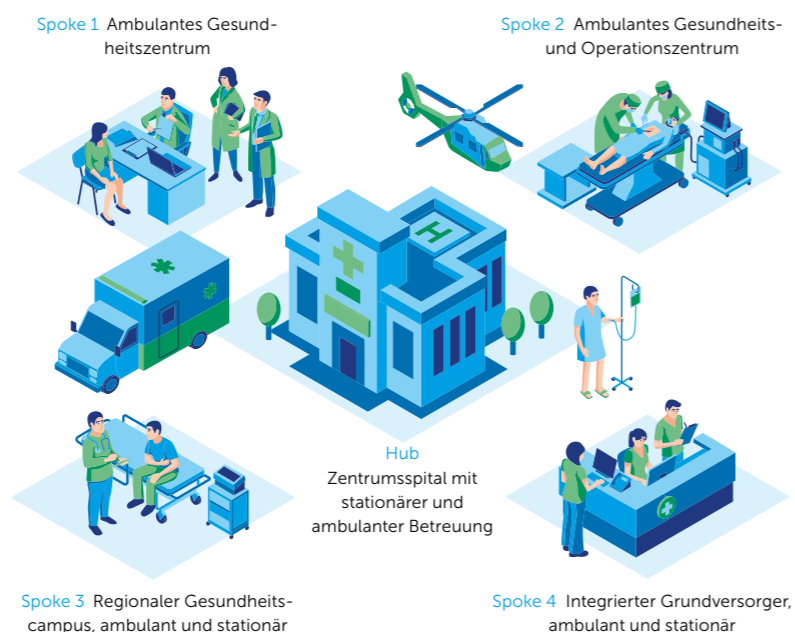 Spoke 1 Ambulantes Gesund-
heitszentrum
Spoke 2 Ambulantes Gesundheits-
und Operationszentrum
H
Hub
Zentrumsspital mit
stationärer und
ambulanter Betreuung
Spoke 3 Regionaler Gesundheits-
campus, ambulant und stationär
Spoke 4 Integrierter Grundversorger,
ambulant und stationär